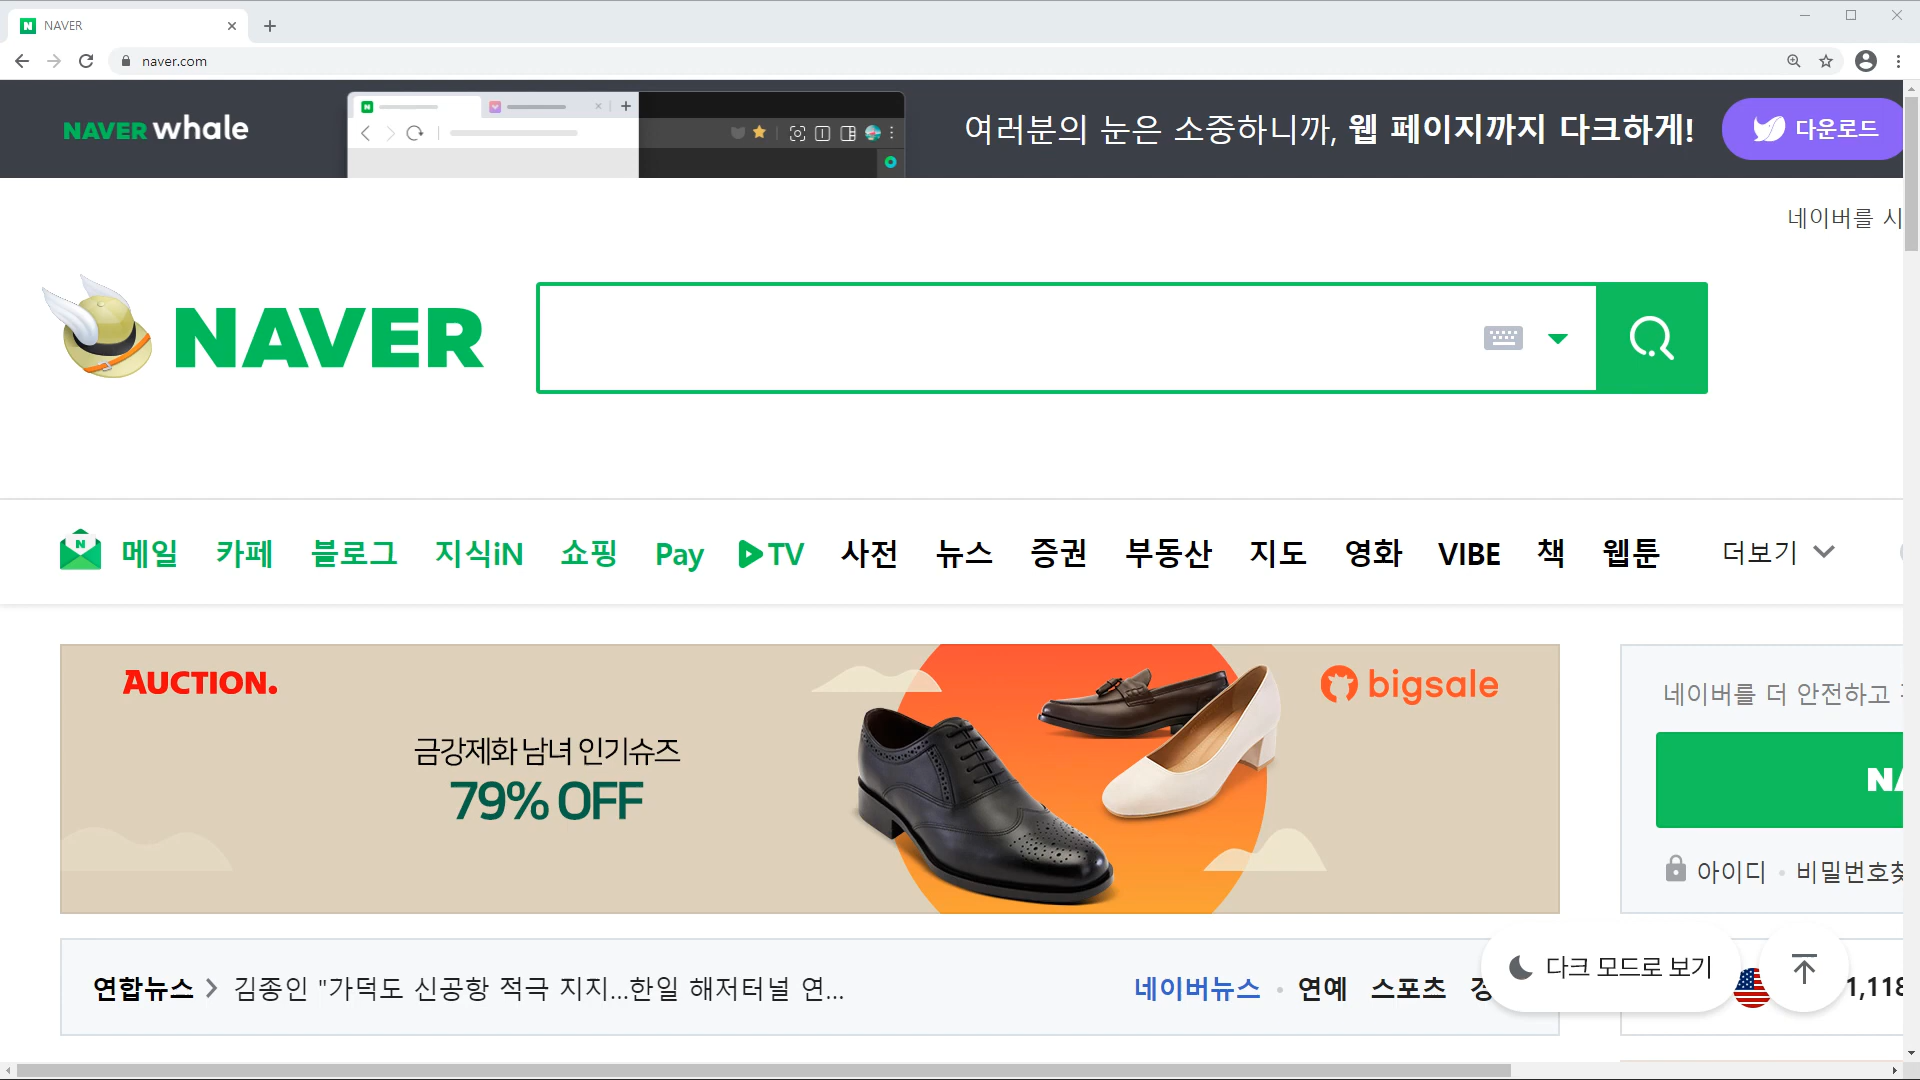 NAVER
naver.com
NAVER whale
여러분의 눈은 소중하니까, 웹 페이지까지 다크하게!
다운로드
네이버를 시
NAVER
메일 카페 블로그 지식iN 쇼핑 Pay TV 사전 뉴스 증권 부동산 지도 영화 VIBE 책 웹툰 더보기
AUCTION.
bigsale
금강제화 남녀 인기슈즈
79% OFF
네이버를 더 안전하고
NA
아이디 · 비밀번호찾
연합뉴스 > 김종인 "가덕도 신공항 적극 지지...한일 해저터널 연...
네이버뉴스 · 연예 스포츠 경
다크 모드로 보기
1,118